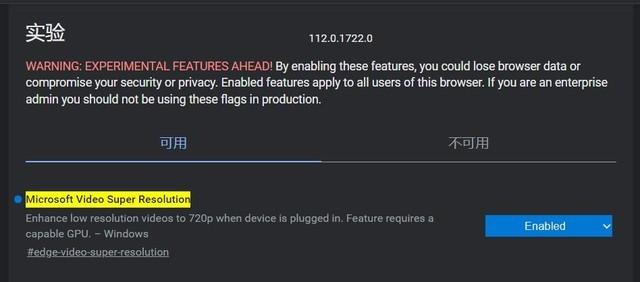 实验
112.0.1722.0
WARNING: EXPERIMENTAL FEATURES AHEAD! By enabling these features, you could lose browser data or
compromise your security or privacy. Enabled features apply to all users of this browser. If you are an enterprise
admin you should not be using these flags in production.
可用
不可用
Microsoft Video Super Resolution
Enhance low resolution videos to 720p when device is plugged in. Feature requires a
capable GPU. – Windows
#edge-video-super-resolution
Enabled